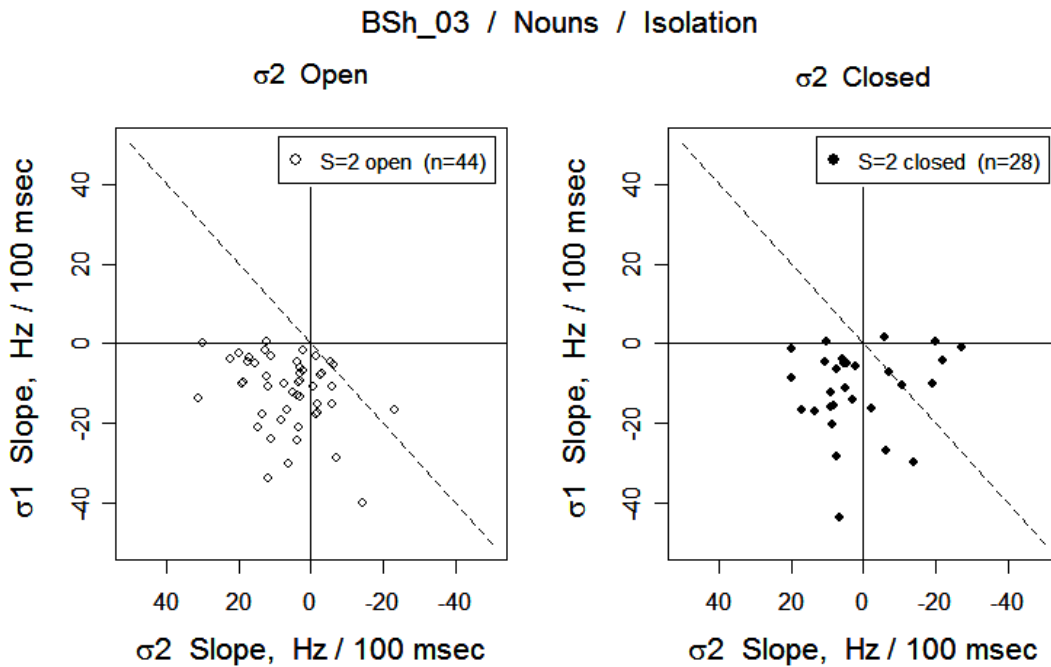 BSh_03 / Nouns / Isolation
σ2 Open
S=2 open (n=44)
σ1 Slope, Hz / 100 msec
40
20
0
-20
-40
40 20 0 -20 -40
σ2 Slope, Hz / 100 msec
σ2 Closed
S=2 closed (n=28)
σ1 Slope, Hz / 100 msec
40
20
0
-20
-40
40 20 0 -20 -40
σ2 Slope, Hz / 100 msec